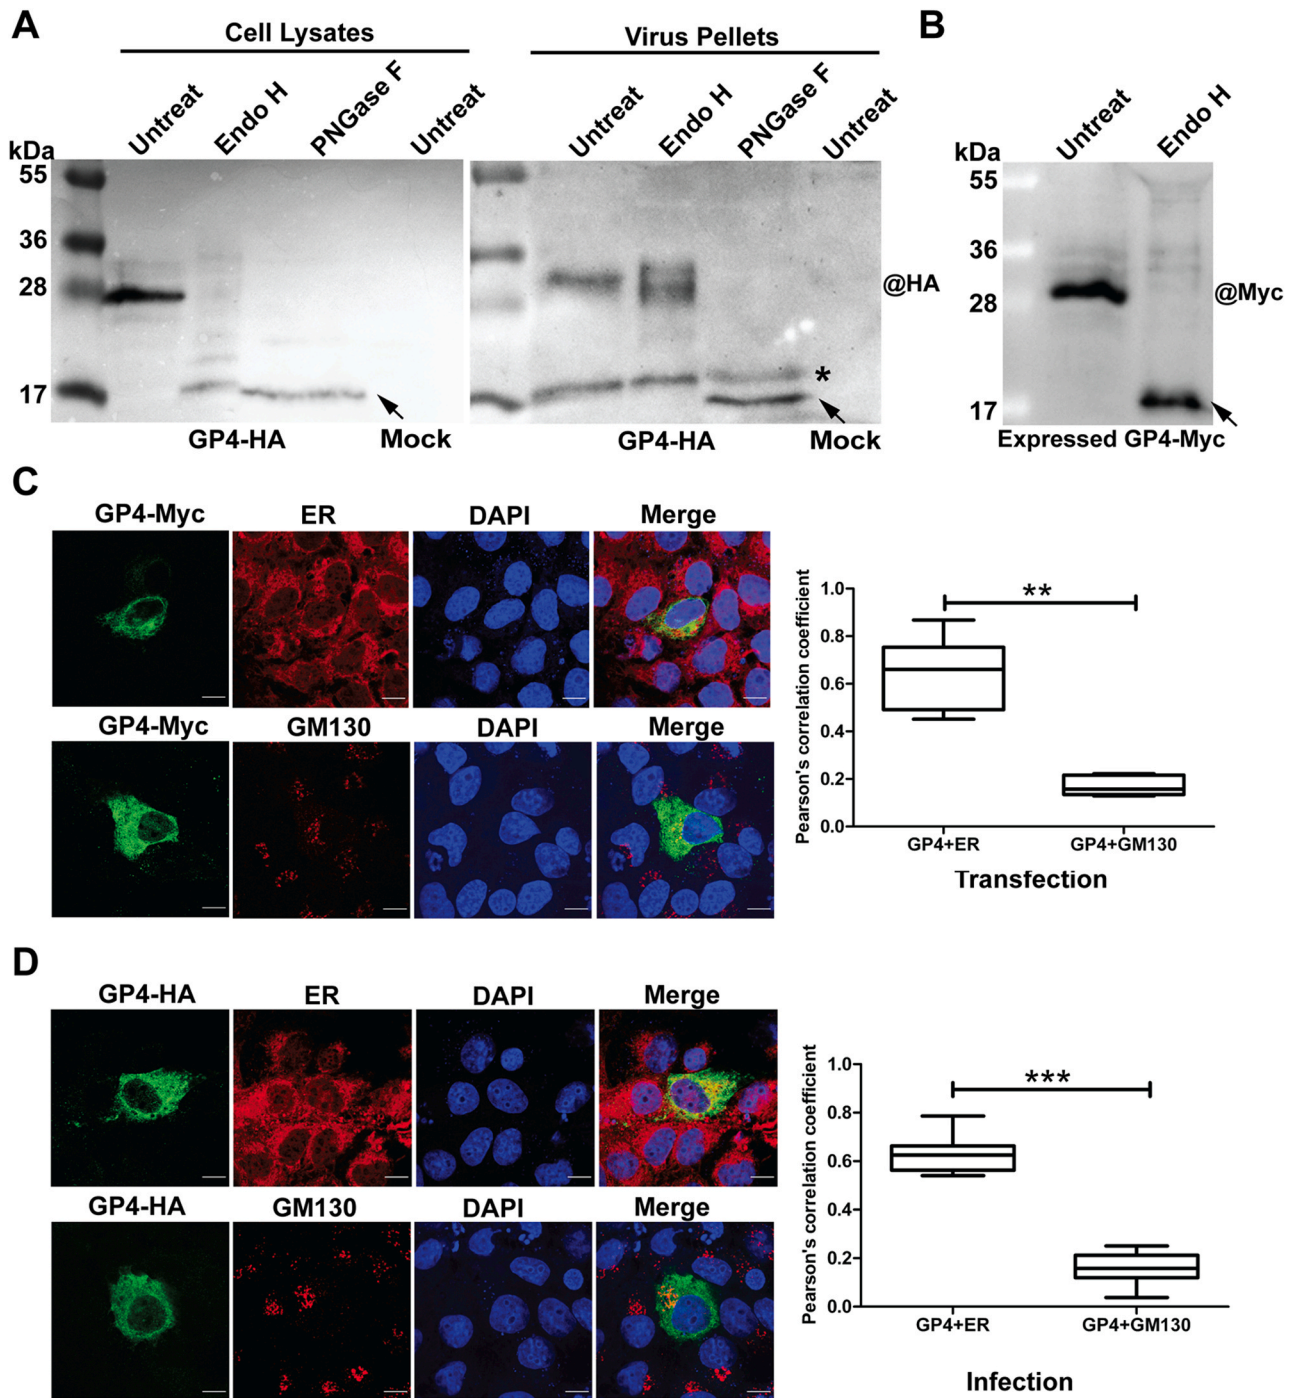 A
Cell Lysates
Virus Pellets
Untreat
Endo H
PNGase F
Untreat
Untreat
Endo H
PNGase F
Untreat
kDa
55
36
28
17
@HA
*
GP4-HA
Mock
GP4-HA
Mock
B
Untreat
Endo H
kDa
55
36
28
17
@Myc
Expressed GP4-Myc
C
GP4-Myc ER DAPI Merge
GP4-Myc GM130 DAPI Merge
Pearson's correlation coefficient
1.0
0.8
0.6
0.4
0.2
0.0
**
GP4+ER GP4+GM130
Transfection
D
GP4-HA ER DAPI Merge
GP4-HA GM130 DAPI Merge
Pearson's correlation coefficient
1.0
0.8
0.6
0.4
0.2
0.0
***
GP4+ER GP4+GM130
Infection